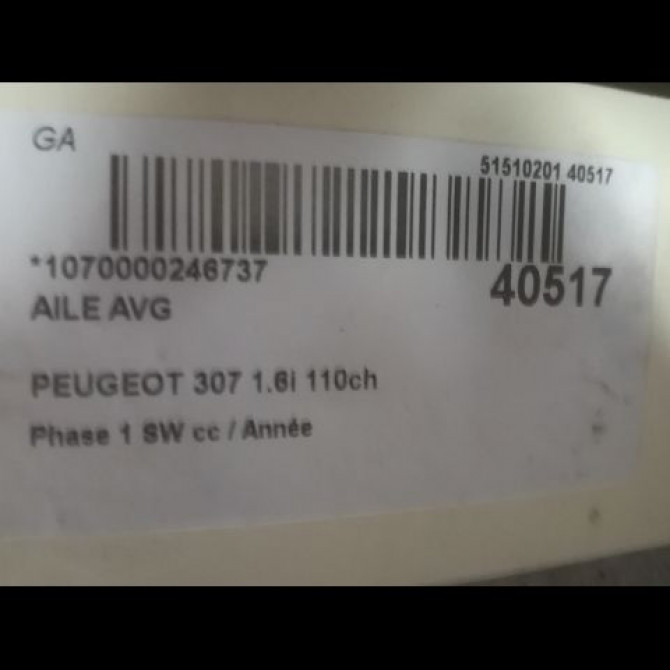 GA
51510201 40517
*1070000246737
40517
AILE AVG
PEUGEOT 307 1.6i 110ch
Phase 1 SW cc / Année